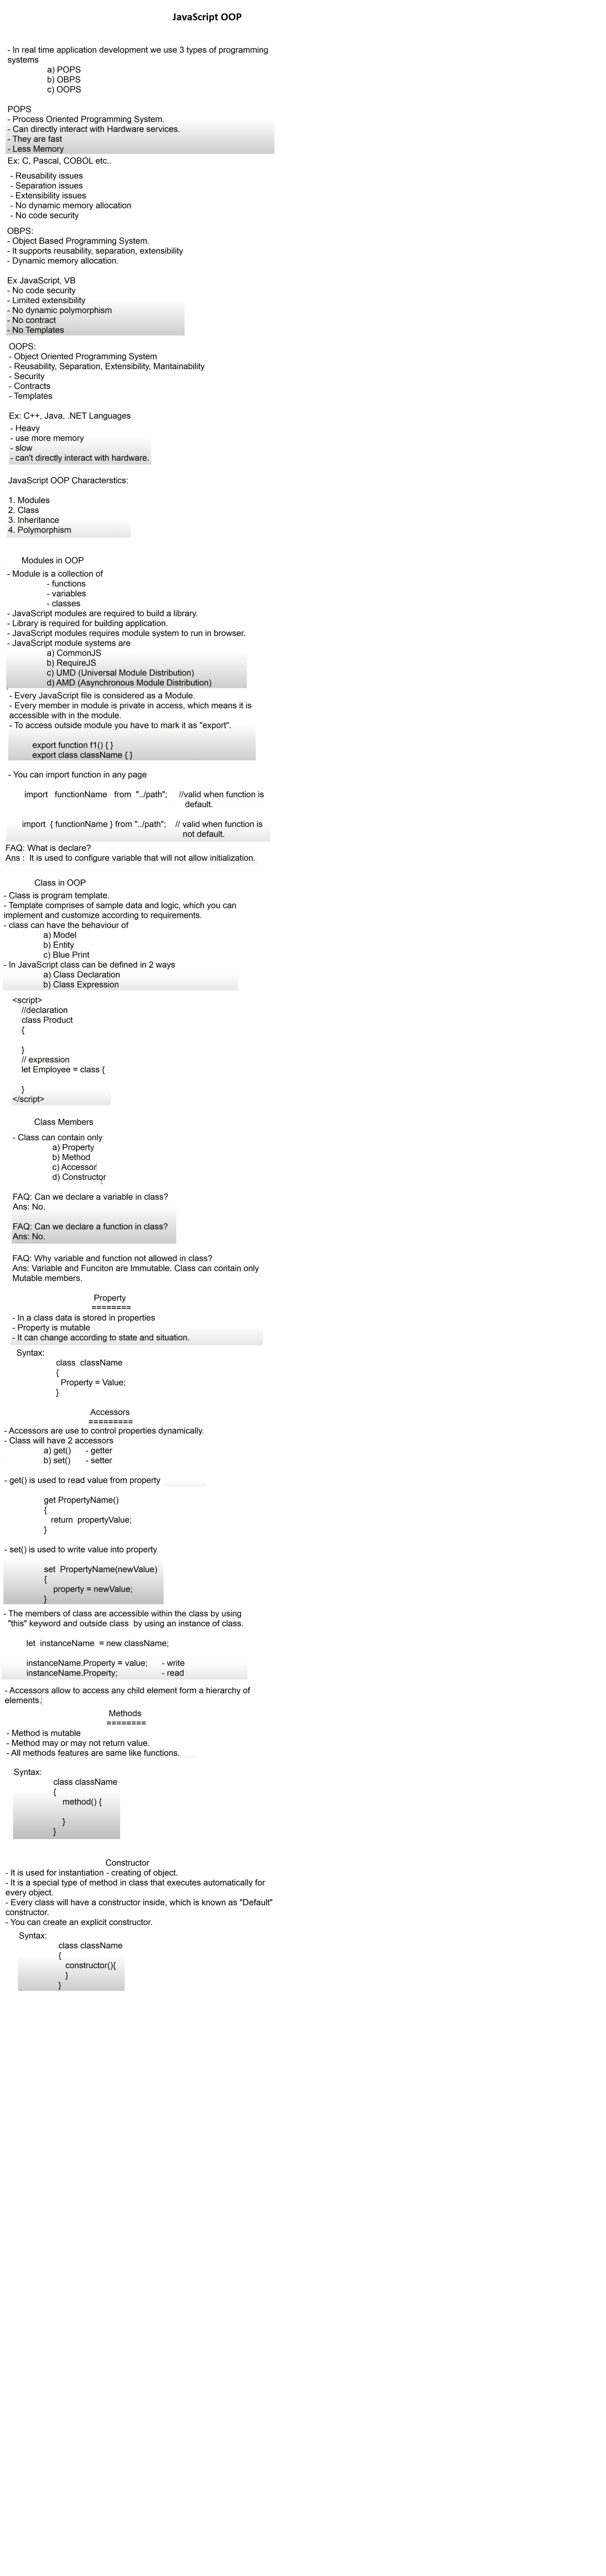 JavaScript OOP
- In real time application development we use 3 types of programming
systems
a) POPS
b) OBPS
c) OOPS
POPS
- Process Oriented Programming System.
- Can directly interact with Hardware services.
- They are fast
- Less Memory
Ex: C, Pascal, COBOL etc..
- Reusability issues
- Separation issues
- Extensibility issues
- No dynamic memory allocation
- No code security
OBPS:
- Object Based Programming System.
- It supports reusability, separation, extensibility
- Dynamic memory allocation.
Ex JavaScript, VB
- No code security
- Limited extensibility
- No dynamic polymorphism
- No contract
- No Templates
OOPS:
- Object Oriented Programming System
- Reusability, Separation, Extensibility, Mantainability
- Security
- Contracts
- Templates
Ex: C++, Java, .NET Languages
- Heavy
- use more memory
- slow
- can't directly interact with hardware.
JavaScript OOP Characterstics:
1. Modules
2. Class
3. Inheritance
4. Polymorphism
Modules in OOP
- Module is a collection of
- functions
- variables
- classes
- JavaScript modules are required to build a library.
- Library is required for building application.
- JavaScript modules requires module system to run in browser.
- JavaScript module systems are
a) CommonJS
b) RequireJS
c) UMD (Universal Module Distribution)
d) AMD (Asynchronous Module Distribution)
- Every JavaScript file is considered as a Module.
- Every member in module is private in access, which means it is
accessible with in the module.
- To access outside module you have to mark it as "export".
export function f1() { }
export class className { }
- You can import function in any page
import functionName from "../path"; //valid when function is
default.
import { functionName } from "../path"; // valid when function is
not default.
FAQ: What is declare?
Ans : It is used to configure variable that will not allow initialization.
Class in OOP
- Class is program template.
- Template comprises of sample data and logic, which you can
implement and customize according to requirements.
- class can have the behaviour of
a) Model
b) Entity
c) Blue Print
- In JavaScript class can be defined in 2 ways
a) Class Declaration
b) Class Expression
<script>
//declaration
class Product
{
}
// expression
let Employee = class {
}
</script>
Class Members
- Class can contain only
a) Property
b) Method
c) Accessor
d) Constructor
FAQ: Can we declare a variable in class?
Ans: No.
FAQ: Can we declare a function in class?
Ans: No.
FAQ: Why variable and function not allowed in class?
Ans: Variable and Funciton are Immutable. Class can contain only
Mutable members.
Property
========
- In a class data is stored in properties
- Property is mutable
- It can change according to state and situation.
Syntax:
class className
{
Property = Value;
}
Accessors
=========
- Accessors are use to control properties dynamically.
- Class will have 2 accessors
a) get() - getter
b) set() - setter
- get() is used to read value from property
get PropertyName()
{
return propertyValue;
}
- set() is used to write value into property
set PropertyName(newValue)
{
property = newValue;
}
- The members of class are accessible within the class by using
"this" keyword and outside class by using an instance of class.
let instanceName = new className;
instanceName.Property = value; - write
instanceName.Property; - read
- Accessors allow to access any child element form a hierarchy of
elements.
Methods
========
- Method is mutable
- Method may or may not return value.
- All methods features are same like functions.
Syntax:
class className
{
method() {
}
}
Constructor
- It is used for instantiation - creating of object.
- It is a special type of method in class that executes automatically for
every object.
- Every class will have a constructor inside, which is known as "Default"
constructor.
- You can create an explicit constructor.
Syntax:
class className
{
constructor(){
}
}